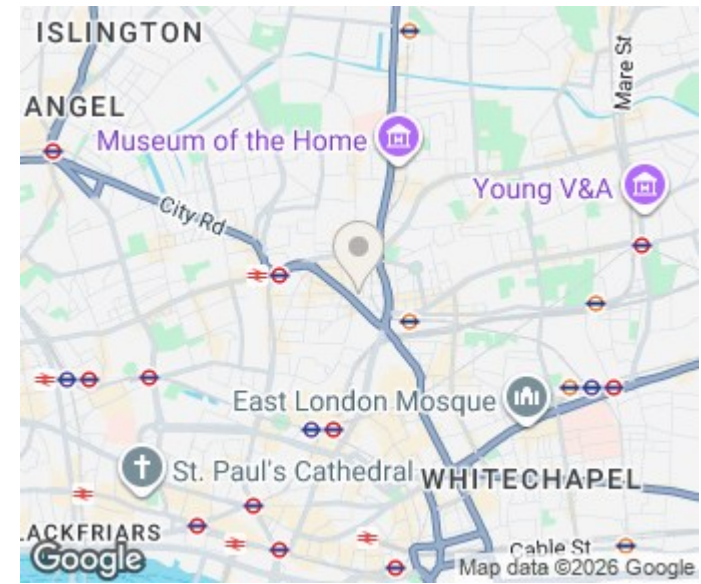 ISLINGTON
ANGEL
Mare St
Museum of the Home
Young V&A
City Rd
East London Mosque
St. Paul's Cathedral
WHITECHAPEL
LACKFRIARS
Cable St
Google
Map data ©2026 Google